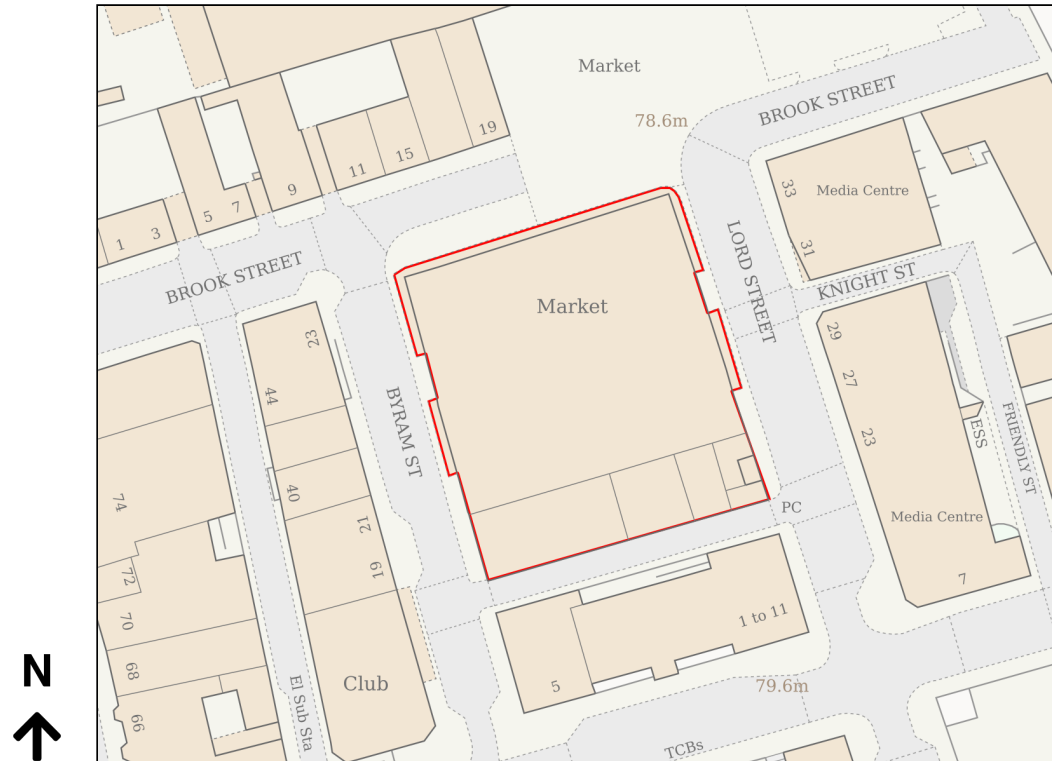 Market
BROOK STREET
78.6m
19
15
11
9
33
Media Centre
7
5
3
1
31
LORD STREET
KNIGHT ST
BROOK STREET
Market
23
29
44
27
BYRAM ST
23
FRIENDLY ST
ESS
40
74
21
PC
Media Centre
19
72
7
70
1 to 11
N
68
Club
5
79.6m
66
El Sub Sta
TCBs